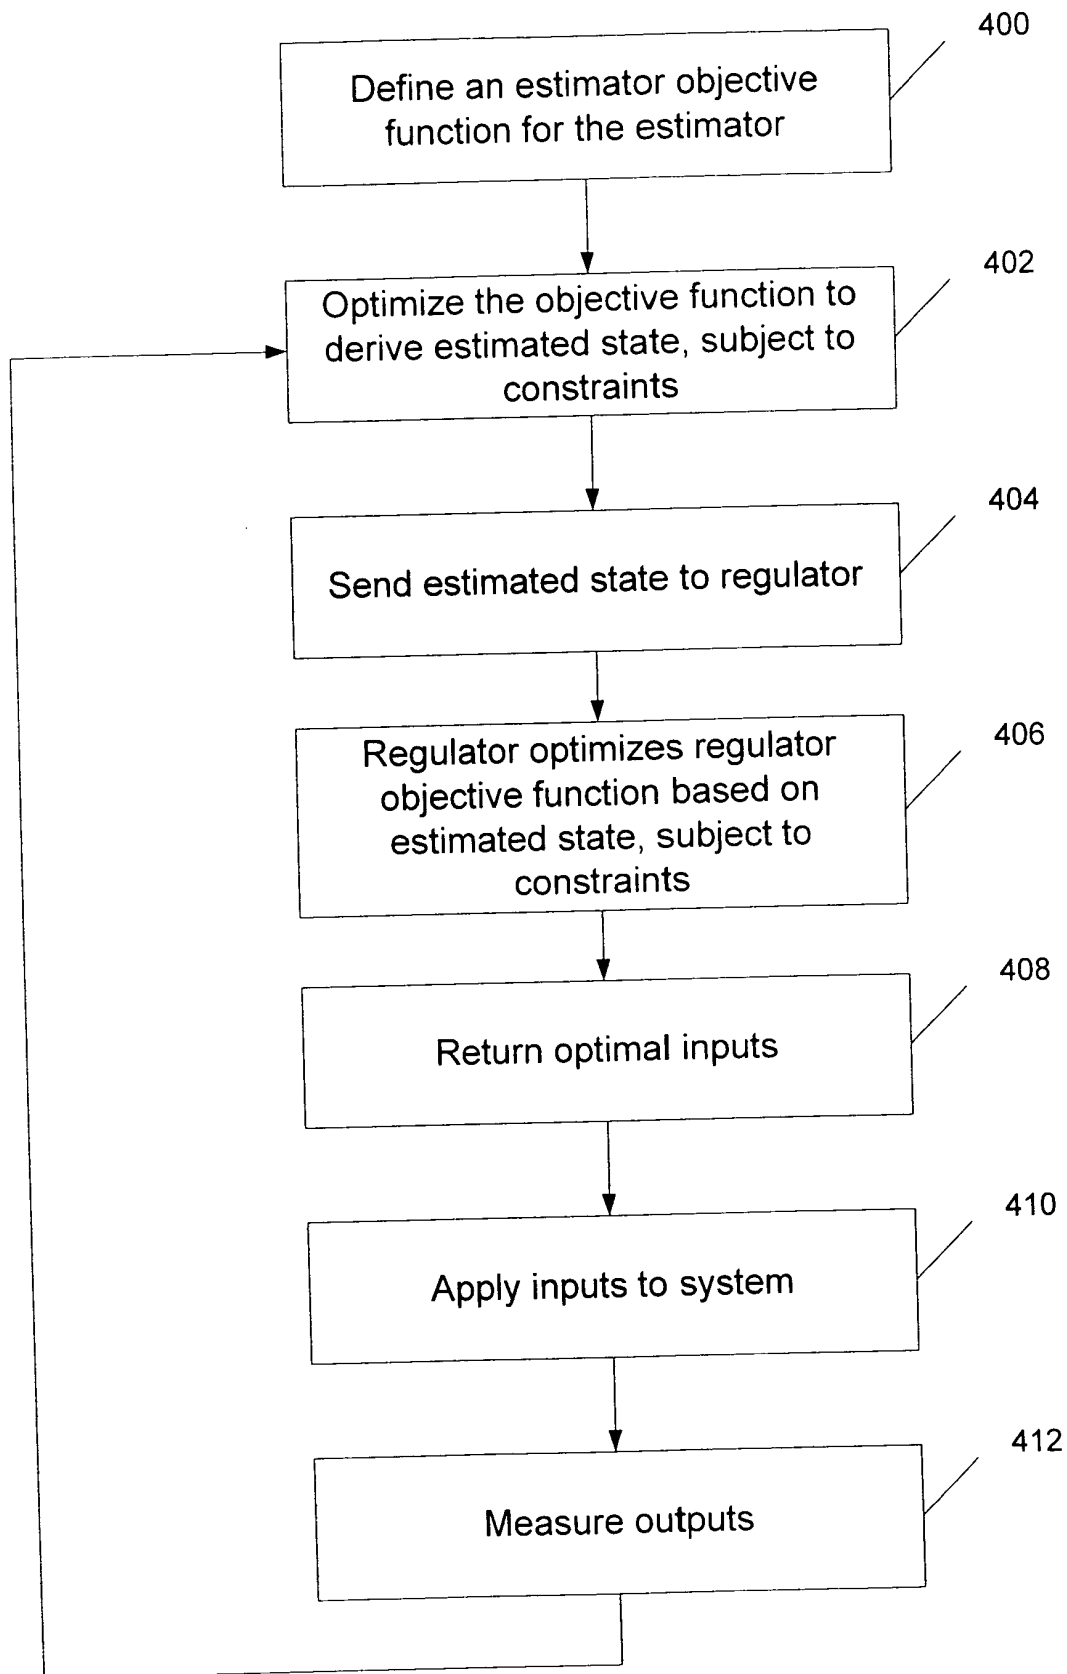 400
Define an estimator objective
function for the estimator
402
Optimize the objective function to
derive estimated state, subject to
constraints
404
Send estimated state to regulator
406
Regulator optimizes regulator
objective function based on
estimated state, subject to
constraints
408
Return optimal inputs
410
Apply inputs to system
412
Measure outputs